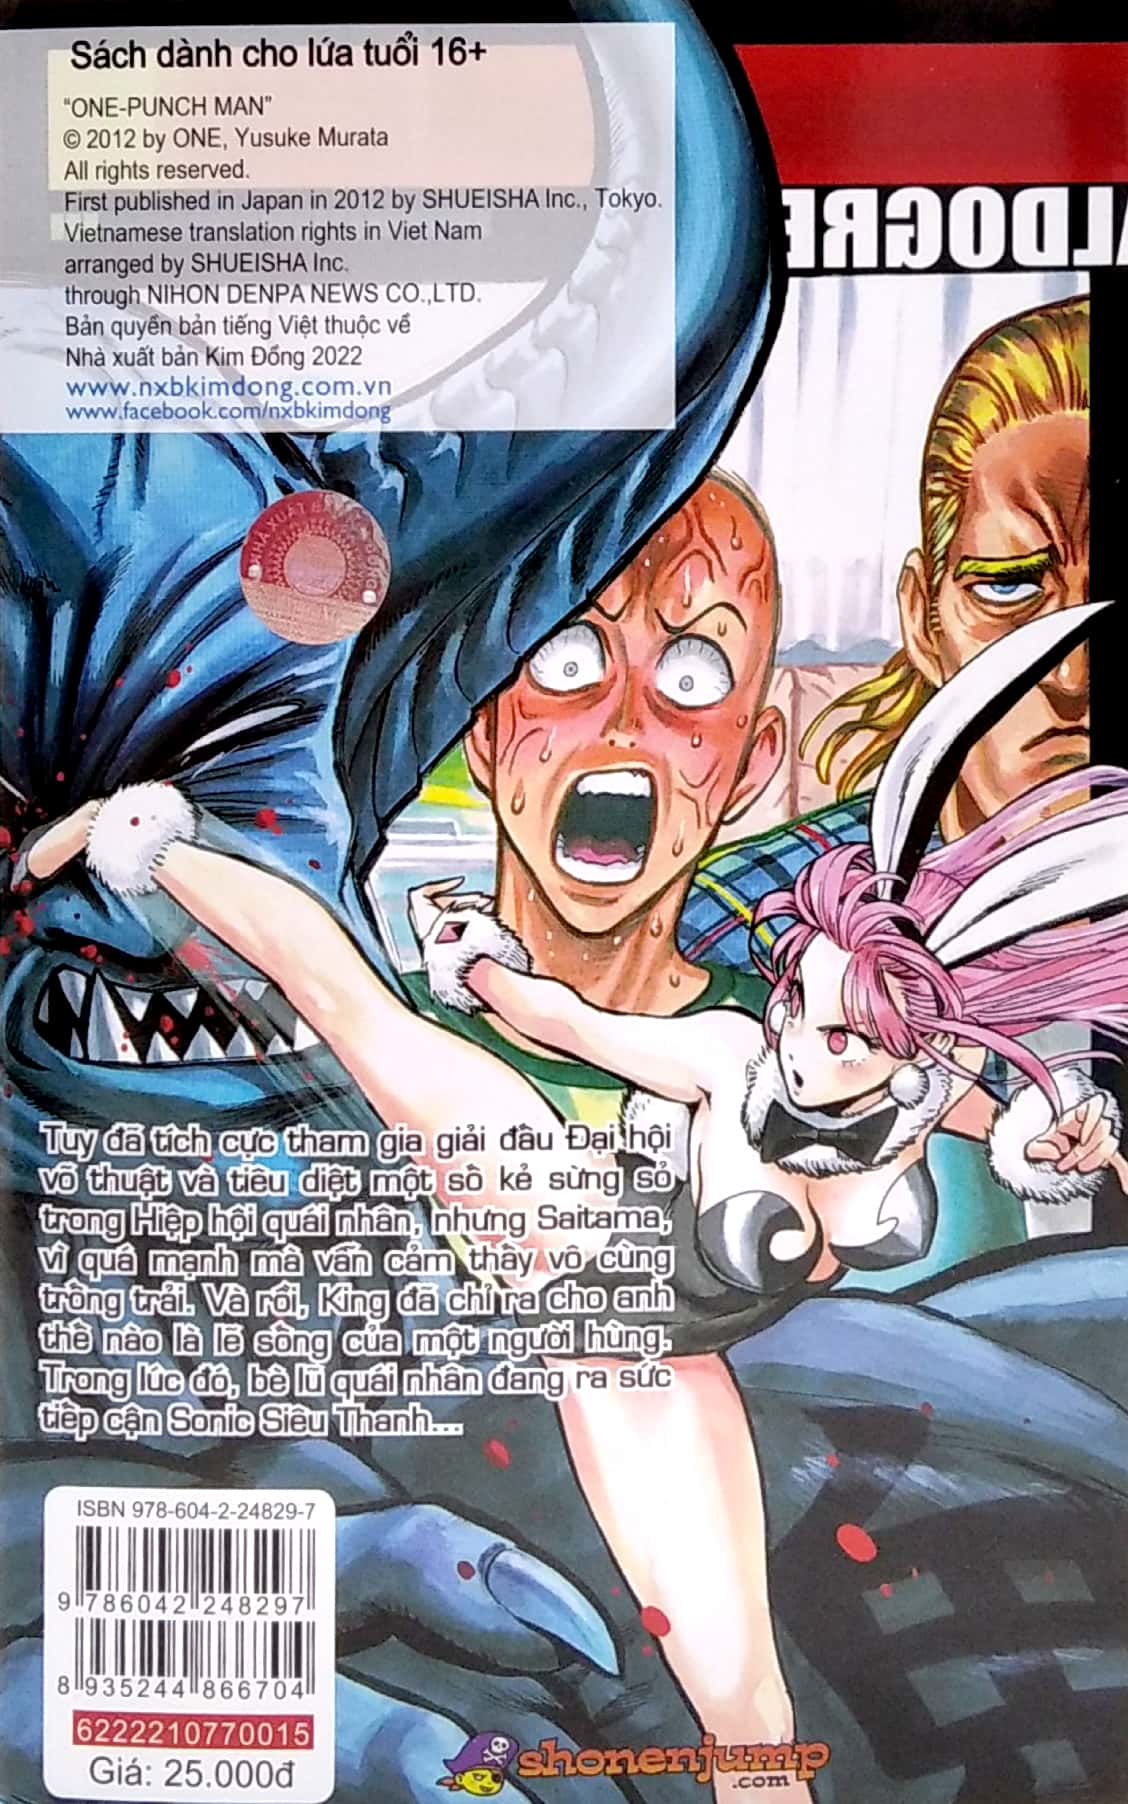 Sách dành cho lứa tuổi 16+
"ONE-PUNCH MAN"
© 2012 by ONE, Yusuke Murata
All rights reserved.
First published in Japan in 2012 by SHUEISHA Inc., Tokyo.
Vietnamese translation rights in Viet Nam
arranged by SHUEISHA Inc.
through NIHON DENPA NEWS CO.,LTD.
Bản quyền bản tiếng Việt thuộc về
Nhà xuất bản Kim Đồng 2022
www.nxbkimdong.com.vn
www.facebook.com/nxbkimdong
Tuy đã tích cực tham gia giải đấu Đại hội
võ thuật và tiêu diệt một số kẻ sừng sỏ
trong Hiệp hội quái nhân, nhưng Saitama,
vì quá mạnh mà vẫn cảm thấy vô cùng
trống trải. Và rồi, King đã chỉ ra cho anh
thế nào là lẽ sống của một người hùng.
Trong lúc đó, bè lũ quái nhân đang ra sức
tiếp cận Sonic Siêu Thanh...
ISBN 978-604-2-24829-7
9 786042 248297
8 935244 866704
6222210770015
Giá: 25.000đ
shonenjump
.com